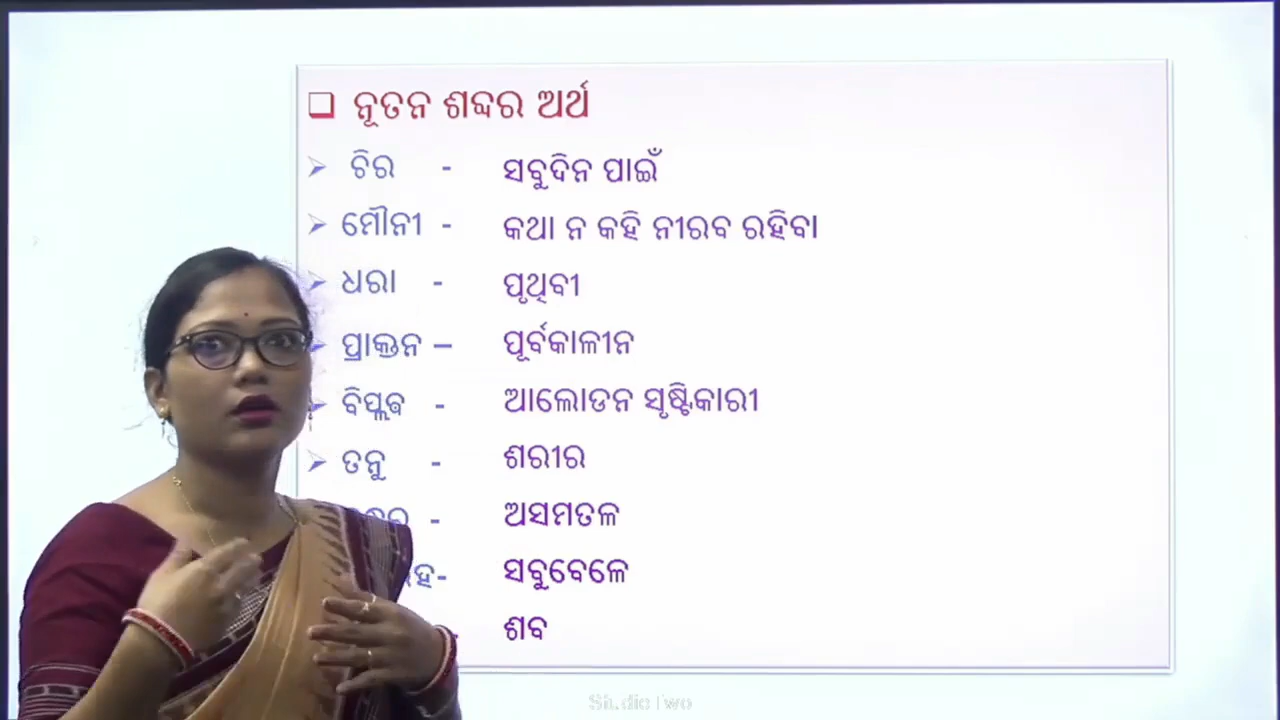 ନୂତନ ଶବ୍ଦର ଅର୍ଥ
ଚିର - ସବୁଦିନ ପାଇଁ
ମୌନୀ - କଥା ନ କହି ନୀରବ ରହିବା
ଧରା - ପୃଥିବୀ
ପ୍ରାକ୍ତନ – ପୂର୍ବକାଳୀନ
ବିପ୍ଳଵ - ଆଲୋଡନ ସୃଷ୍ଟିକାରୀ
ତନୁ - ଶରୀର
- ଅସମତଳ
- ସବୁବେଳେ
- ଶବ